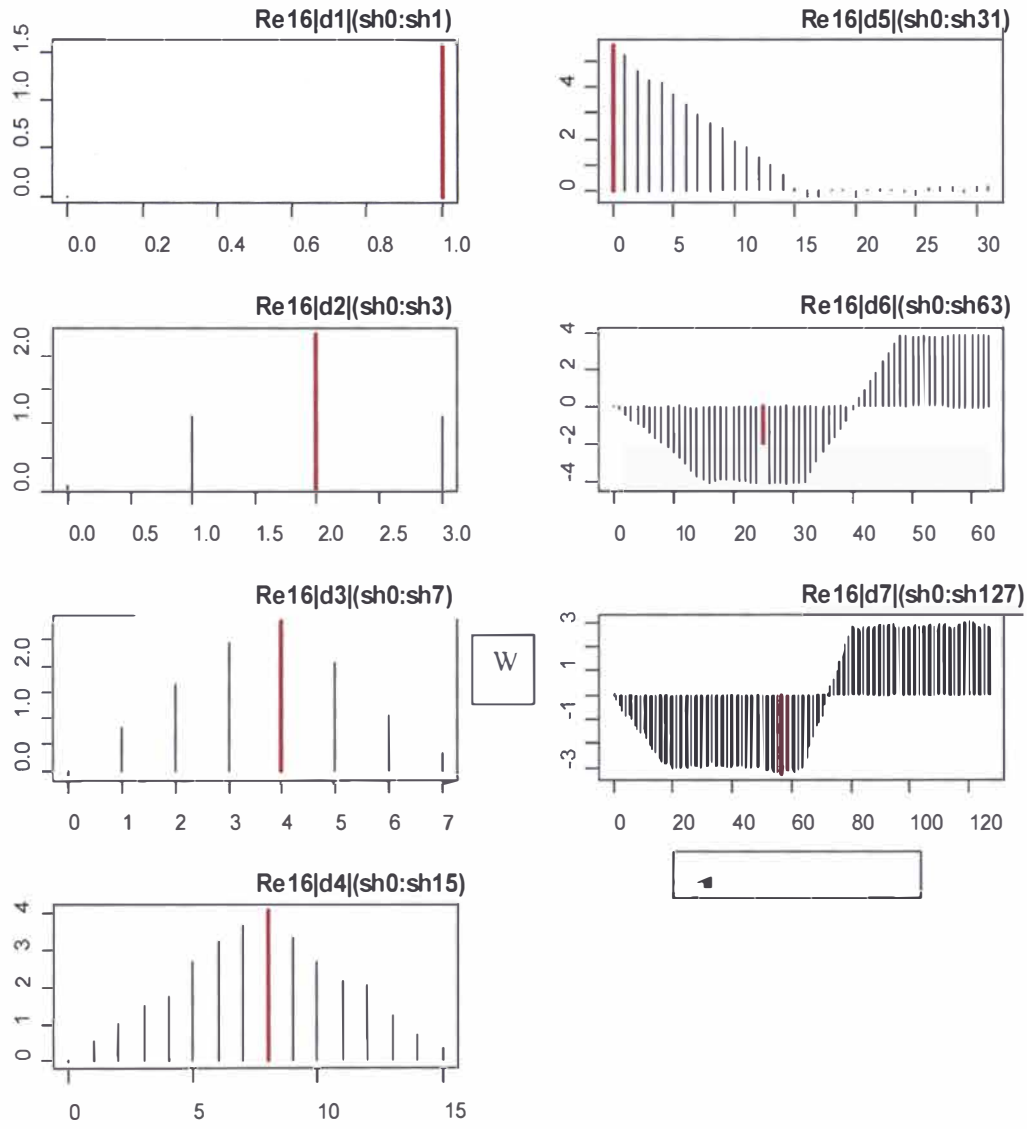 Re16|d1|(sh0:sh1)
0.0 0.5 1.0 1.5
0.0 0.2 0.4 0.6 0.8 1.0
Re16|d2|(sh0:sh3)
0.0 1.0 2.0
0.0 0.5 1.0 1.5 2.0 2.5 3.0
Re16|d3|(sh0:sh7)
0.0 1.0 2.0
0 1 2 3 4 5 6 7
W
Re16|d4|(sh0:sh15)
0 1 2 3 4
0 5 10 15
Re16|d5|(sh0:sh31)
0 2 4
0 5 10 15 20 25 30
Re16|d6|(sh0:sh63)
-4 -2 0 2 4
0 10 20 30 40 50 60
Re16|d7|(sh0:sh127)
-3 -1 1 3
0 20 40 60 80 100 120